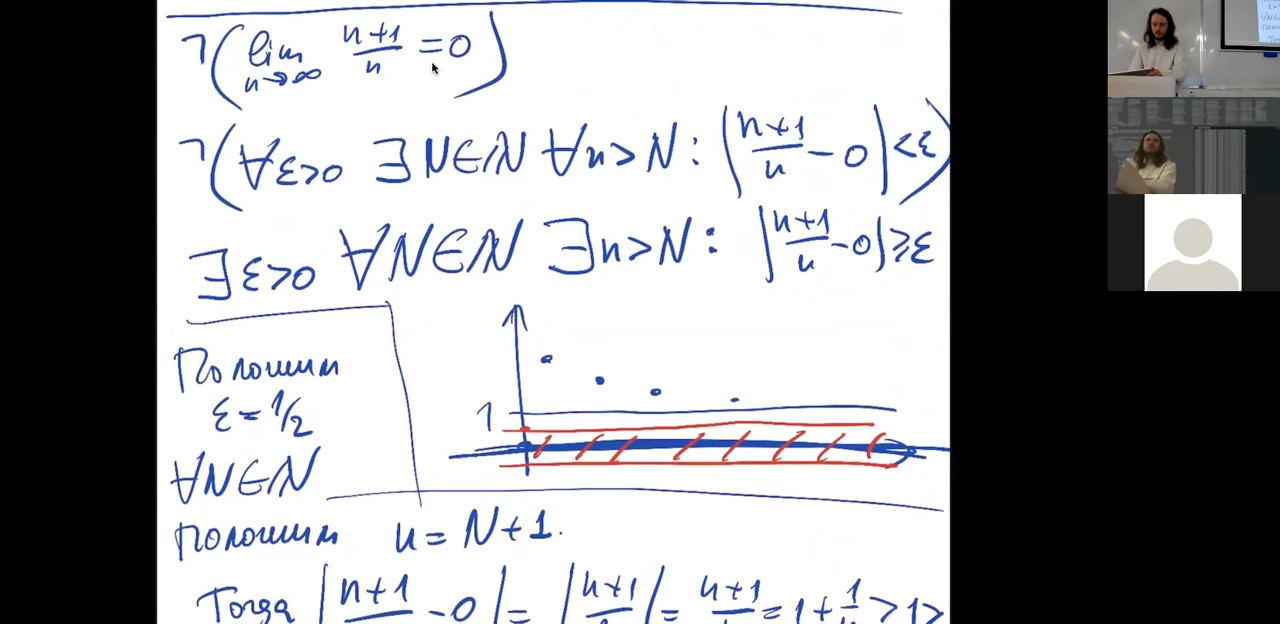 ¬(lim n→∞ n+1/n = 0)
¬(∀ε>0 ∃N∈ℕ ∀n>N: |n+1/n − 0| < ε)
∃ε>0 ∀N∈ℕ ∃n>N: |n+1/n − 0| ⩾ ε
Положим
ε = 1/2
∀N∈ℕ
1
положим n = N+1.
Тогда |n+1 − 0| = |n+1| = n+1 = 1 + 1/n > 1 >